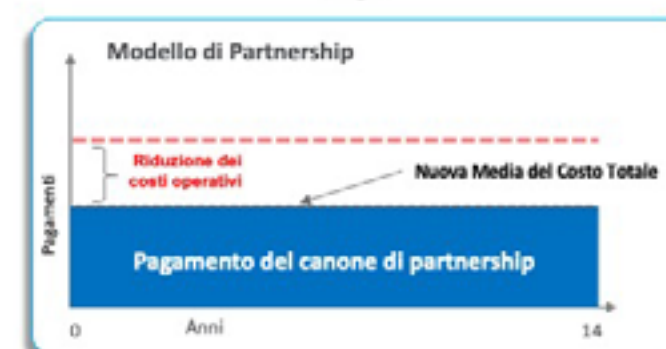 Modello di Partnership
Riduzione dei
costi operativi
Nuova Media del Costo Totale
Pagamenti
Pagamento del canone di partnership
0
Anni
14